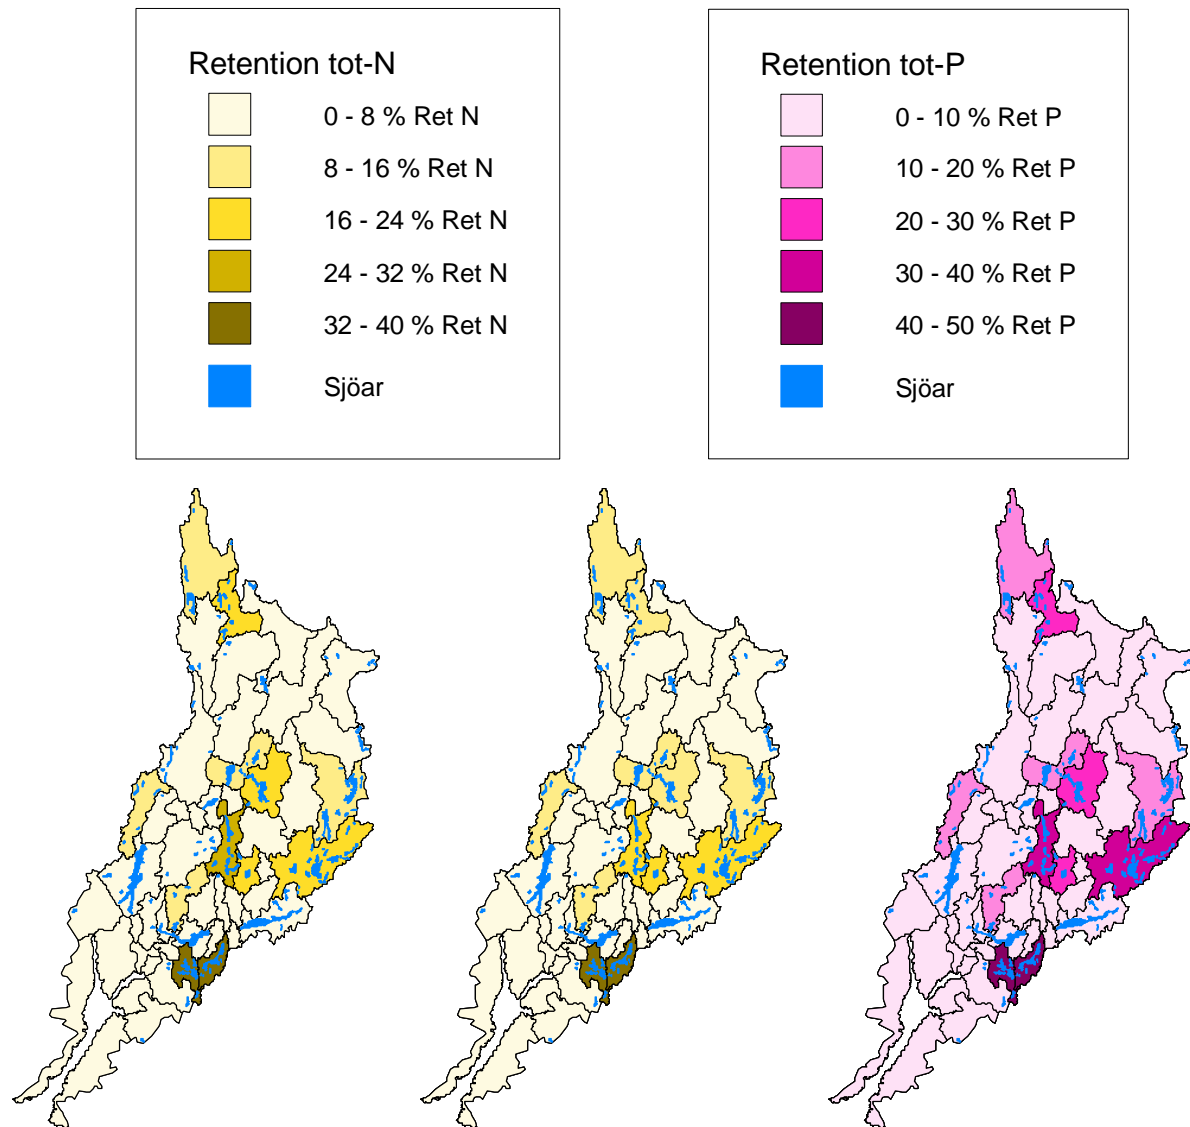 Retention tot-N
0 - 8 % Ret N
8 - 16 % Ret N
16 - 24 % Ret N
24 - 32 % Ret N
32 - 40 % Ret N
Sjöar
Retention tot-P
0 - 10 % Ret P
10 - 20 % Ret P
20 - 30 % Ret P
30 - 40 % Ret P
40 - 50 % Ret P
Sjöar